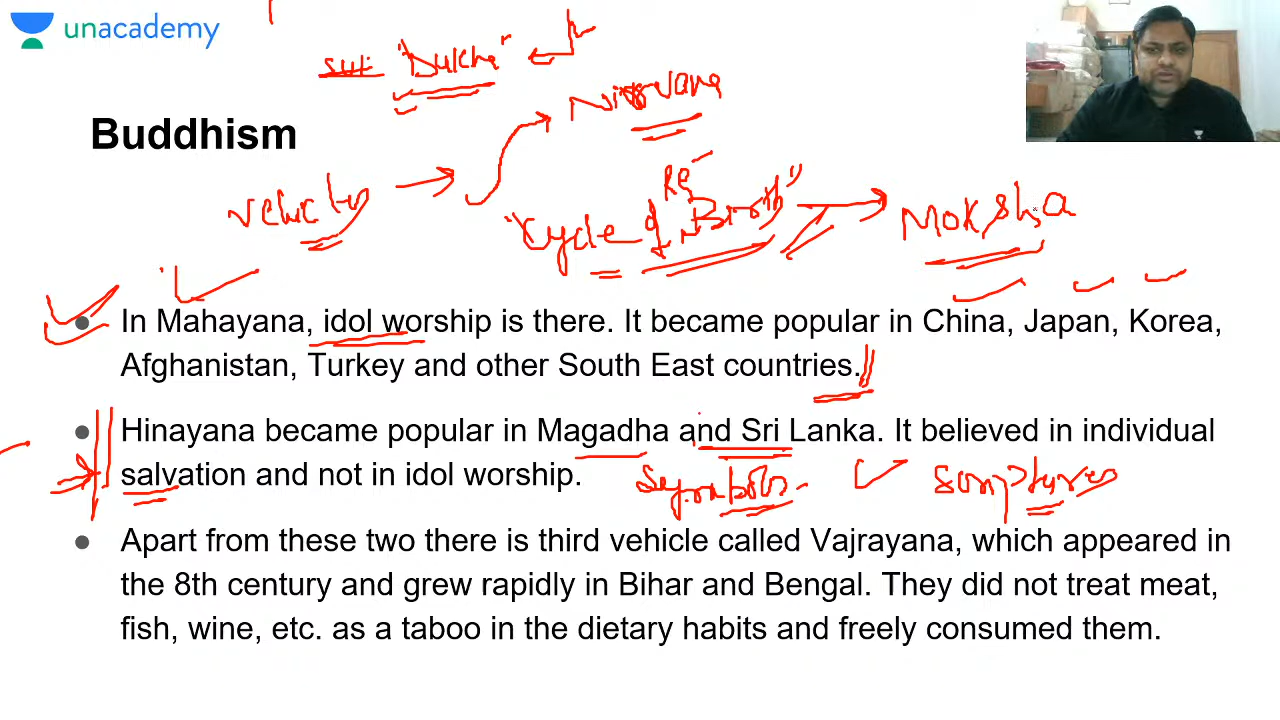 unacademy
"Dukha"
Nirvana
Buddhism
Re
vehicle
"Cycle of Birth"
Moksha
In Mahayana, idol worship is there. It became popular in China, Japan, Korea,
Afghanistan, Turkey and other South East countries.
Hinayana became popular in Magadha and Sri Lanka. It believed in individual
salvation and not in idol worship.
Symbols Scriptures
Apart from these two there is third vehicle called Vajrayana, which appeared in
the 8th century and grew rapidly in Bihar and Bengal. They did not treat meat,
fish, wine, etc. as a taboo in the dietary habits and freely consumed them.